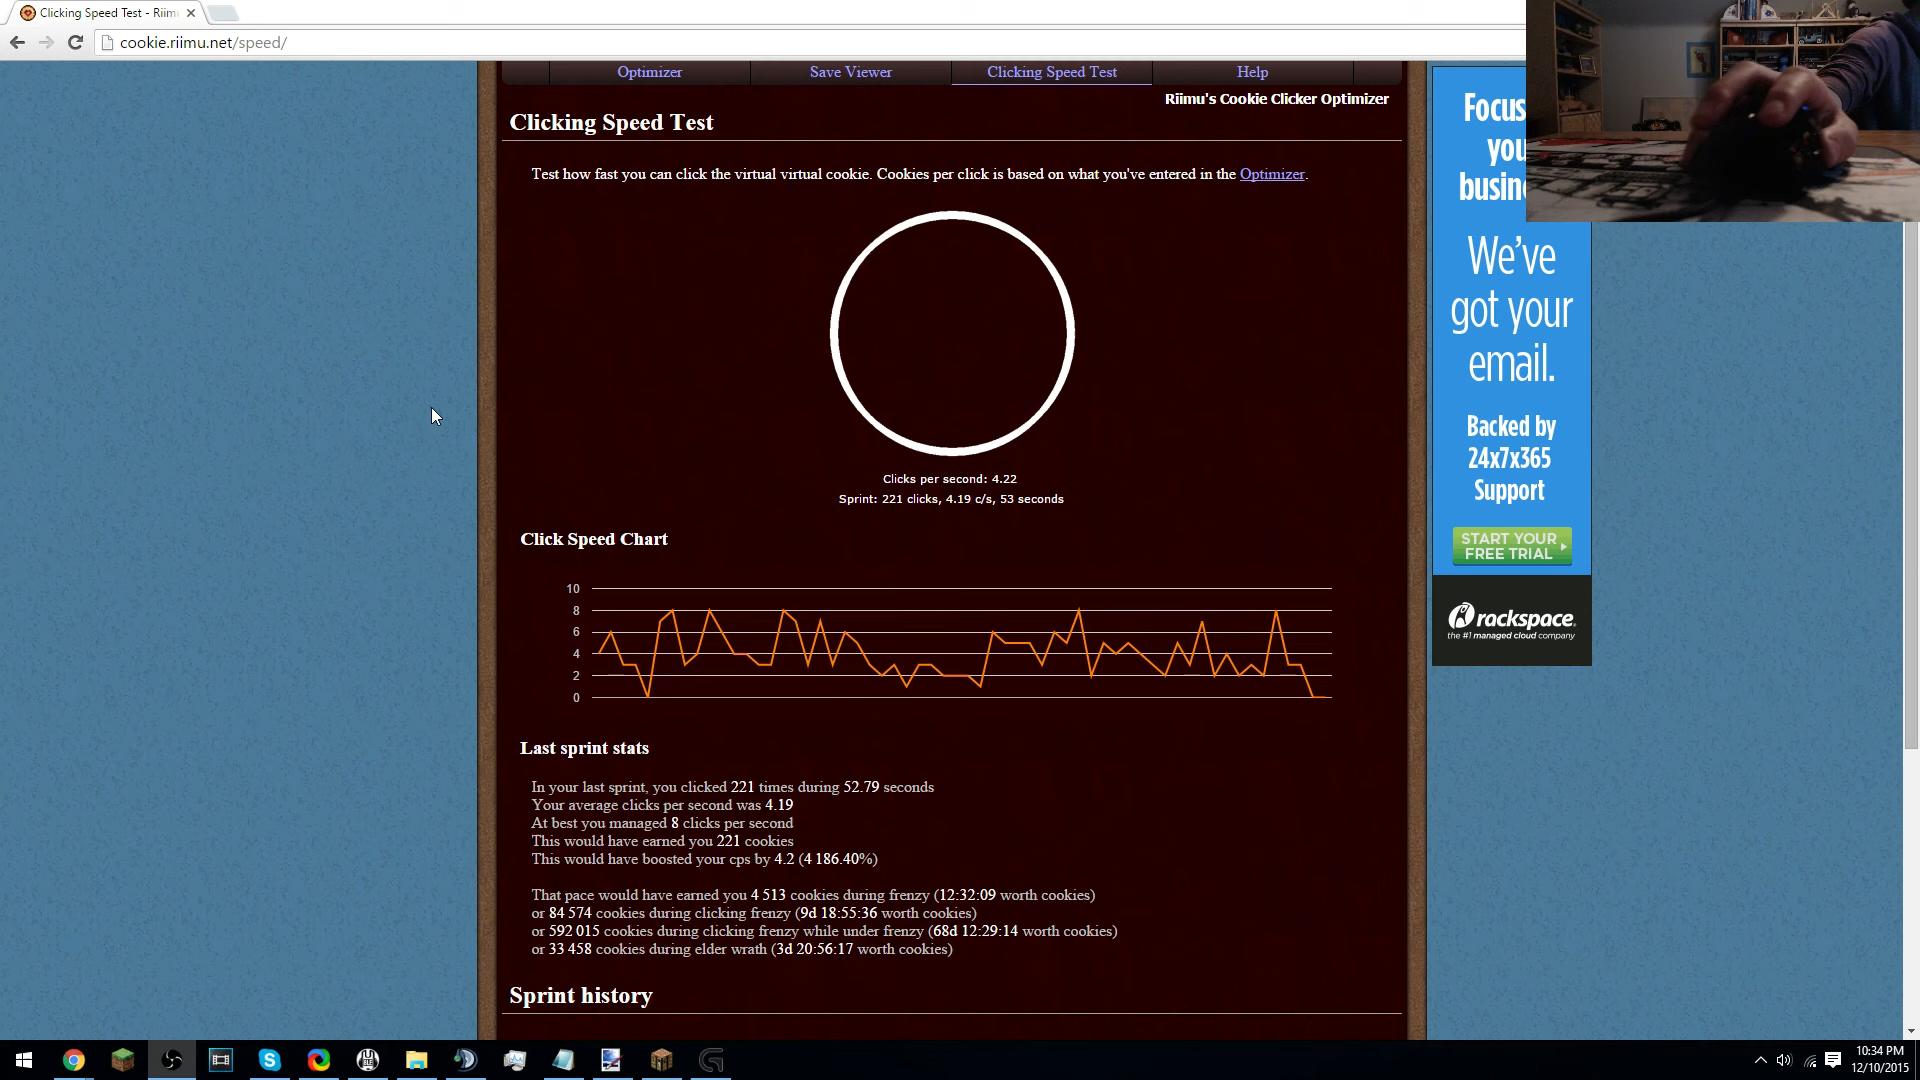 Clicking Speed Test - Riim
cookie.riimu.net/speed/
Optimizer
Save Viewer
Clicking Speed Test
Help
Riimu's Cookie Clicker Optimizer
Clicking Speed Test
Test how fast you can click the virtual virtual cookie. Cookies per click is based on what you've entered in the Optimizer.
Clicks per second: 4.22
Sprint: 221 clicks, 4.19 c/s, 53 seconds
Click Speed Chart
10
8
6
4
2
0
Last sprint stats
In your last sprint, you clicked 221 times during 52.79 seconds
Your average clicks per second was 4.19
At best you managed 8 clicks per second
This would have earned you 221 cookies
This would have boosted your cps by 4.2 (4 186.40%)
That pace would have earned you 4 513 cookies during frenzy (12:32:09 worth cookies)
or 84 574 cookies during clicking frenzy (9d 18:55:36 worth cookies)
or 592 015 cookies during clicking frenzy while under frenzy (68d 12:29:14 worth cookies)
or 33 458 cookies during elder wrath (3d 20:56:17 worth cookies)
Sprint history
Focus
you
busin
We've
got your
email.
Backed by
24x7x365
Support
START YOUR
FREE TRIAL
rackspace.
the #1 managed cloud company
10:34 PM
12/10/2015